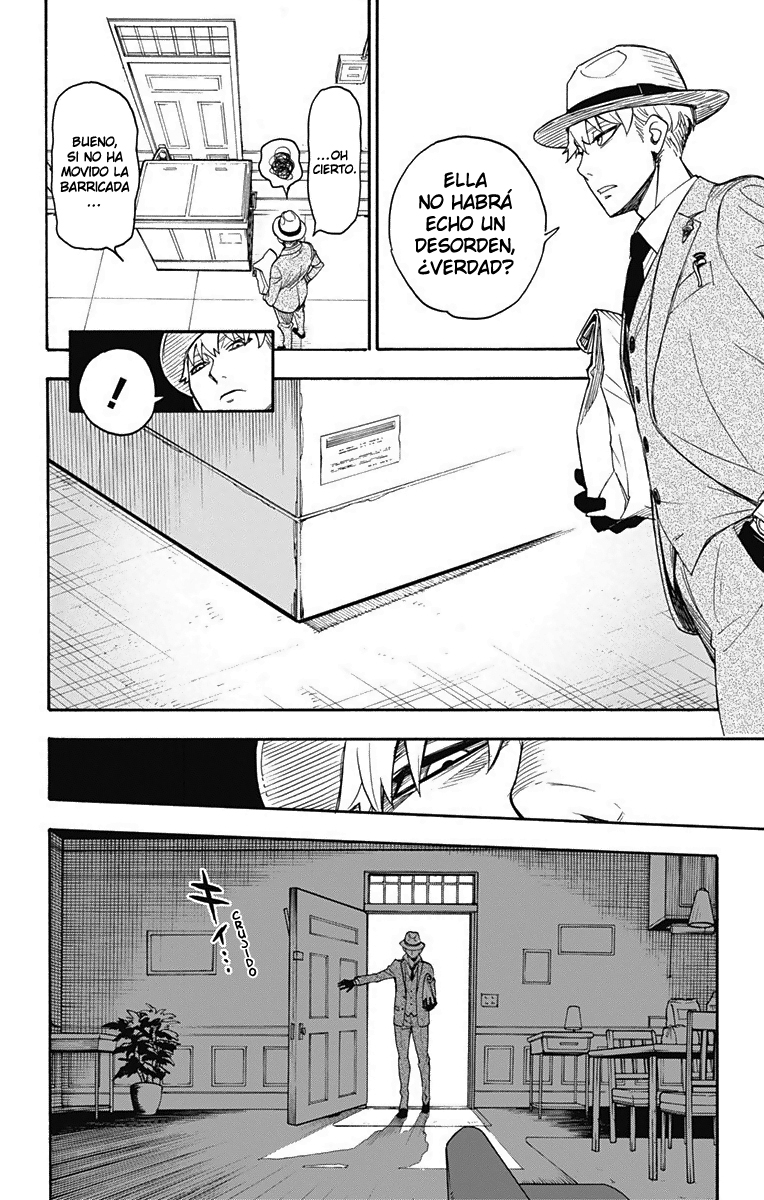 ELLA
NO HABRÁ
ECHO UN
DESORDEN,
¿VERDAD?
...OH
CIERTO.
BUENO,
SI NO HA
MOVIDO LA
BARRICADA
...
!
キィ...
CRUJIDO